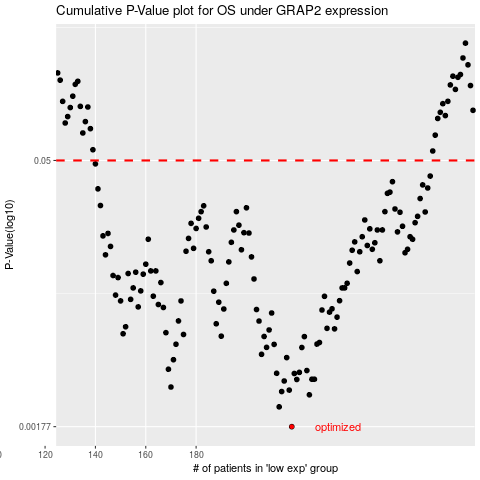 Cumulative P-Value plot for OS under GRAP2 expression
P-Value(log10)
0.05
0.00177
optimized
0 120 140 160 180
# of patients in 'low exp' group